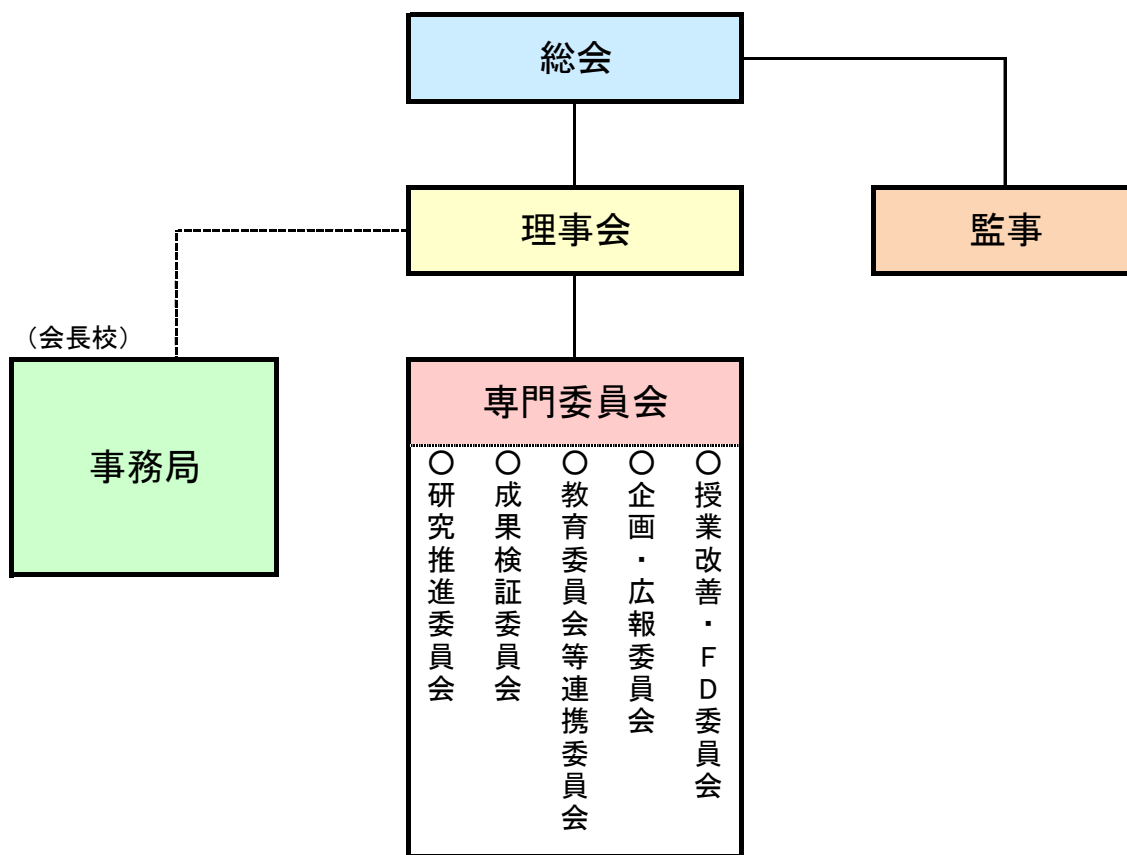 総会
理事会
監事
（会長校）
事務局
専門委員会
○授業改善・ＦＤ委員会
○企画・広報委員会
○教育委員会等連携委員会
○成果検証委員会
○研究推進委員会